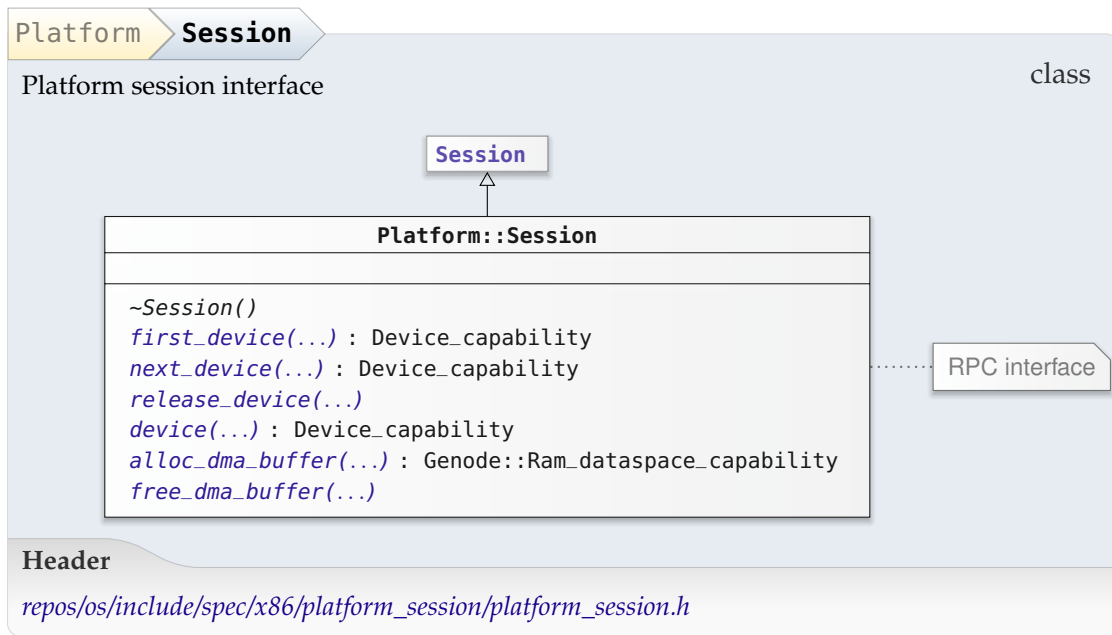 Platform Session
class
Platform session interface
Session
Platform::Session
~Session()
first_device(...) : Device_capability
next_device(...) : Device_capability
RPC interface
release_device(...)
device(...) : Device_capability
alloc_dma_buffer(...) : Genode::Ram_dataspace_capability
free_dma_buffer(...)
Header
repos/os/include/spec/x86/platform_session/platform_session.h